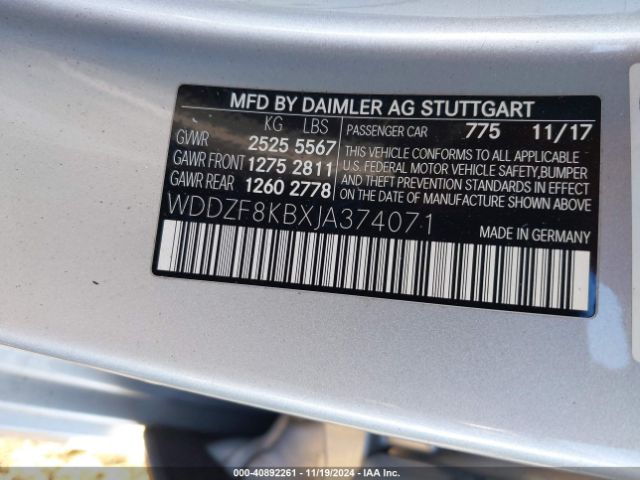 MFD BY DAIMLER AG STUTTGART
KG LBS
GVWR 2525 5567
GAWR FRONT 1275 2811
GAWR REAR 1260 2778
PASSENGER CAR 775 11/17
THIS VEHICLE CONFORMS TO ALL APPLICABLE
U.S. FEDERAL MOTOR VEHICLE SAFETY, BUMPER
AND THEFT PREVENTION STANDARDS IN EFFECT
ON THE DATE OF MANUFACTURE SHOWN ABOVE
WDDZF8KBXJA374071
MADE IN GERMANY
000-40892261 - 11/19/2024 - IAA Inc.